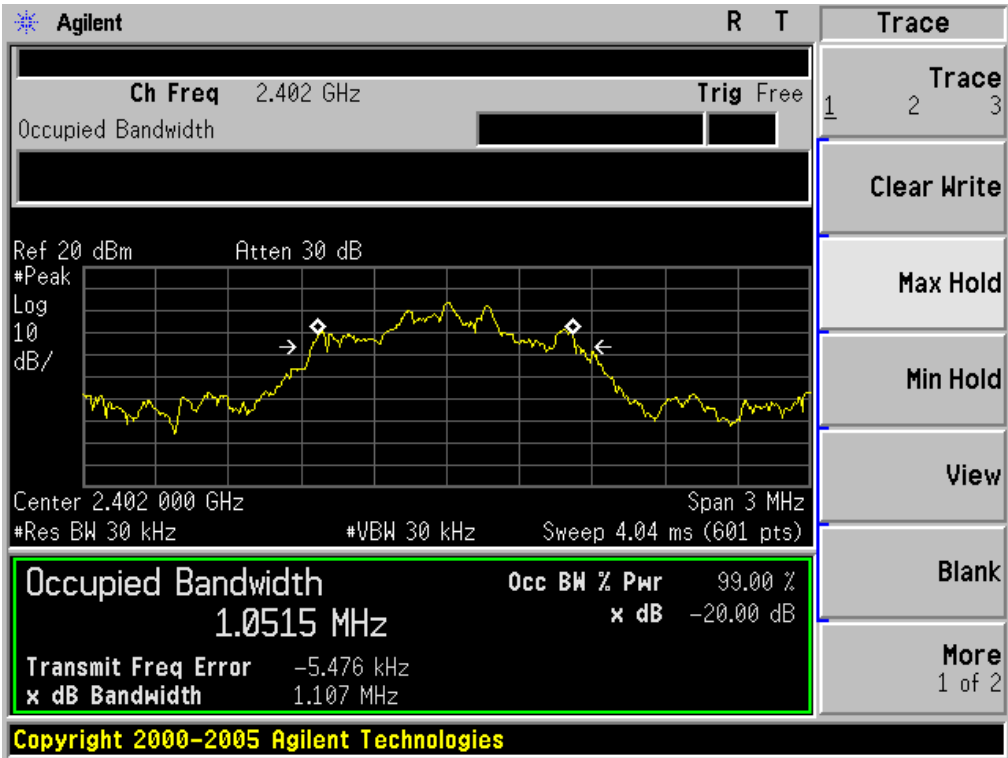 Agilent R T
Ch Freq 2.402 GHz Trig Free
Occupied Bandwidth
Ref 20 dBm Atten 30 dB
#Peak
Log
10
dB/
Center 2.402 000 GHz Span 3 MHz
#Res BW 30 kHz #VBW 30 kHz Sweep 4.04 ms (601 pts)
Occupied Bandwidth Occ BW % Pwr 99.00 %
1.0515 MHz x dB -20.00 dB
Transmit Freq Error -5.476 kHz
x dB Bandwidth 1.107 MHz
Copyright 2000-2005 Agilent Technologies
Trace
Trace
1 2 3
Clear Write
Max Hold
Min Hold
View
Blank
More
1 of 2